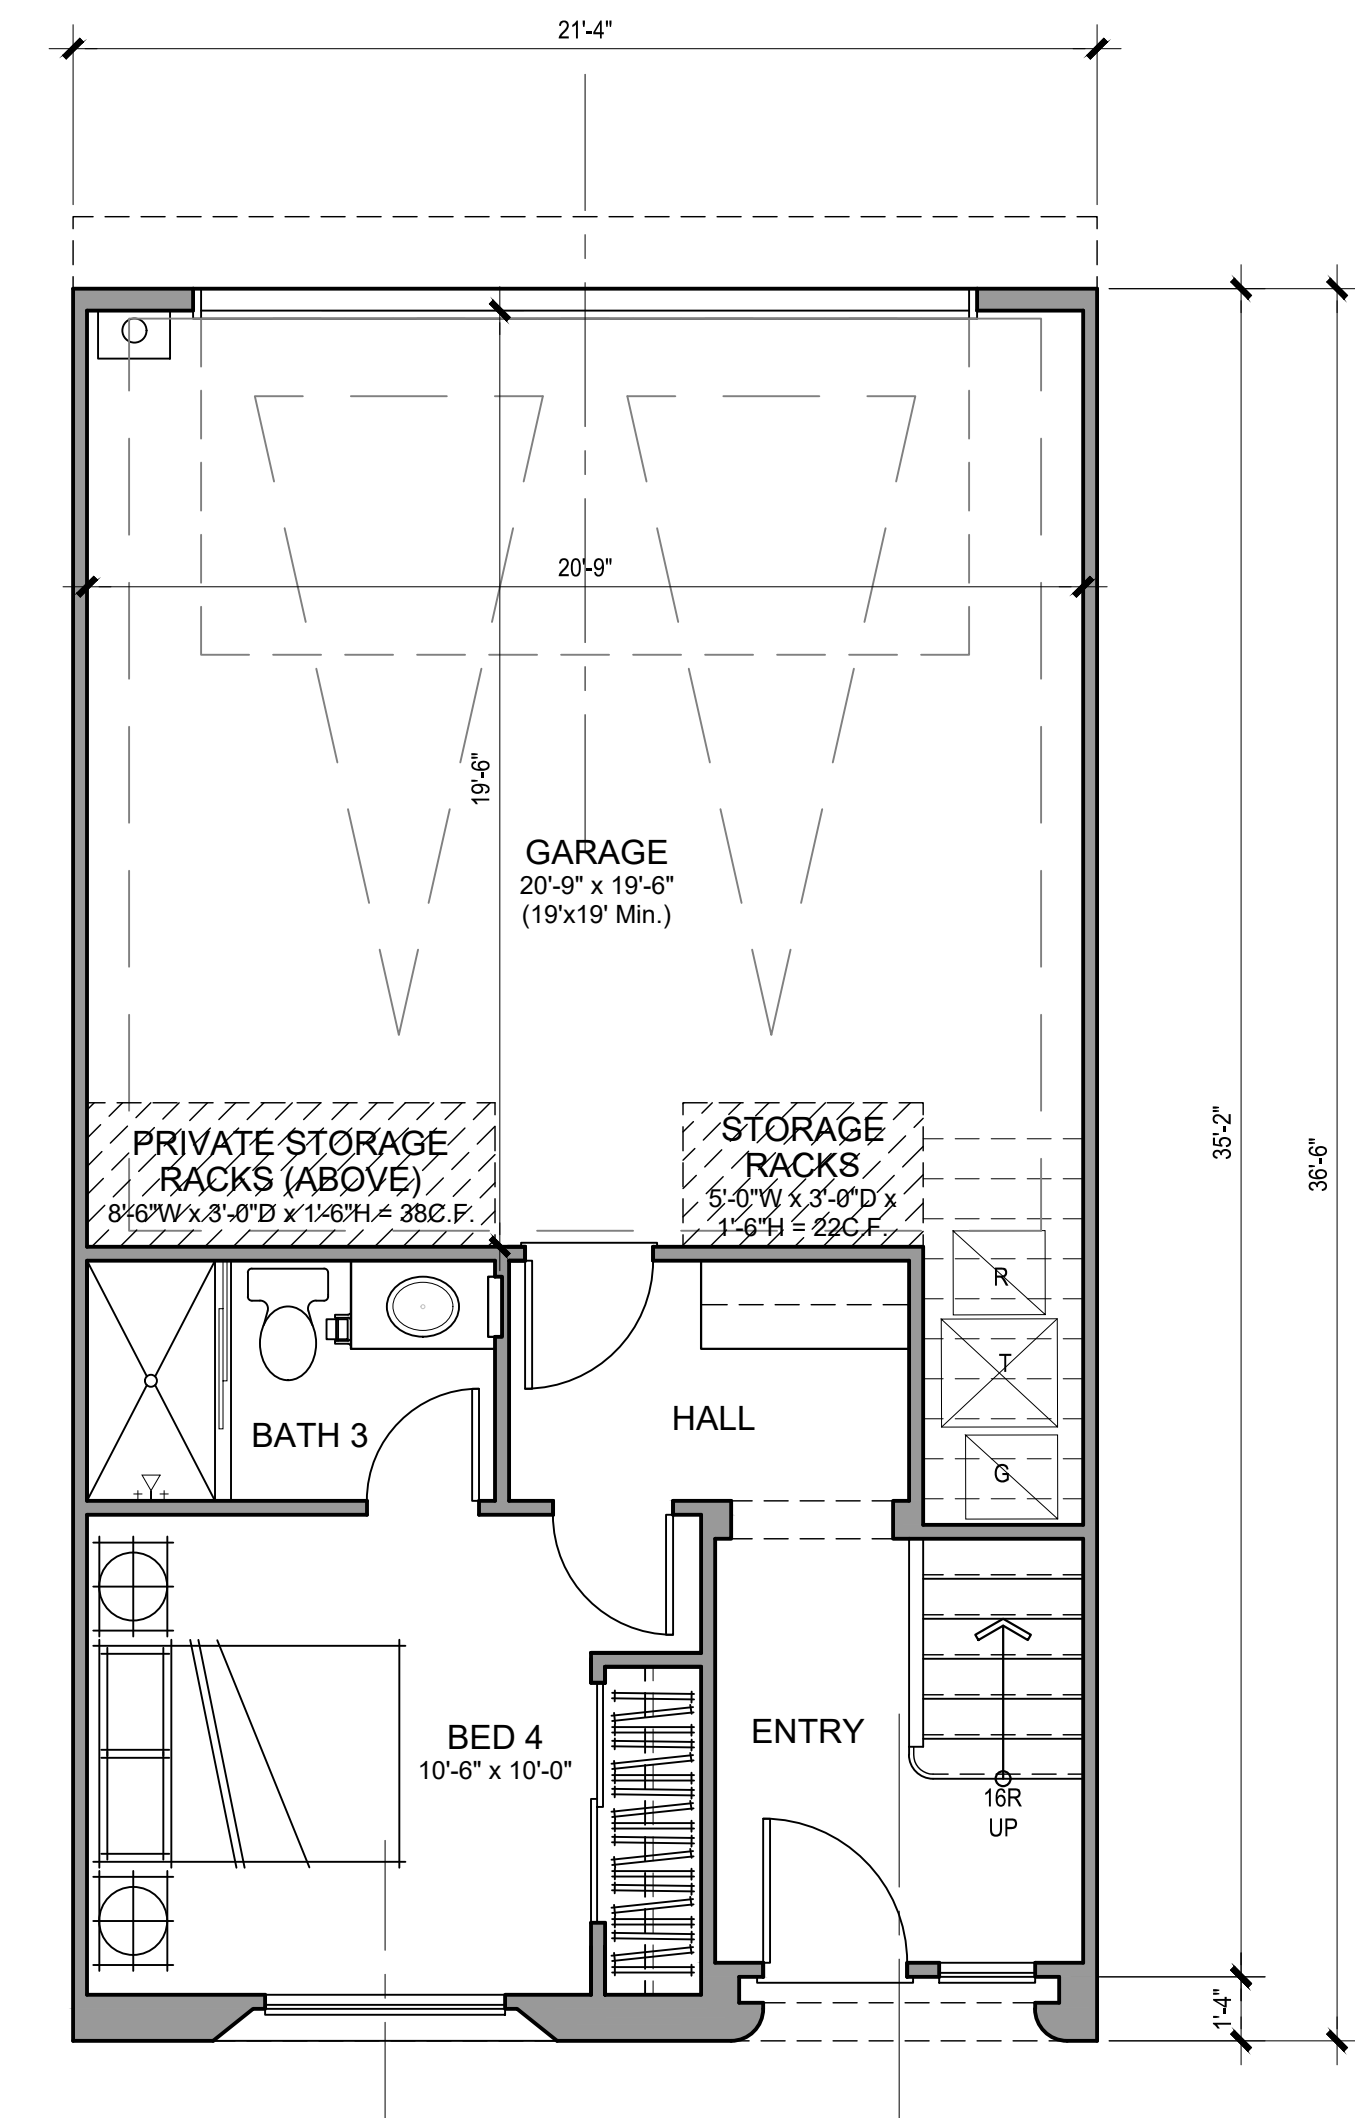 21'-4"
20'-9"
19'-6"
GARAGE
20'-9" x 19'-6"
(19'x19' Min.)
PRIVATE STORAGE
RACKS (ABOVE)
8'-6"W x 3'-0"D x 1'-6"H = 38C.F.
STORAGE
RACKS
5'-0"W x 3'-0"D x
1'-6"H = 22C.F.
35'-2"
36'-6"
R
T
G
BATH 3
HALL
BED 4
10'-6" x 10'-0"
ENTRY
16R
UP
1'-4"